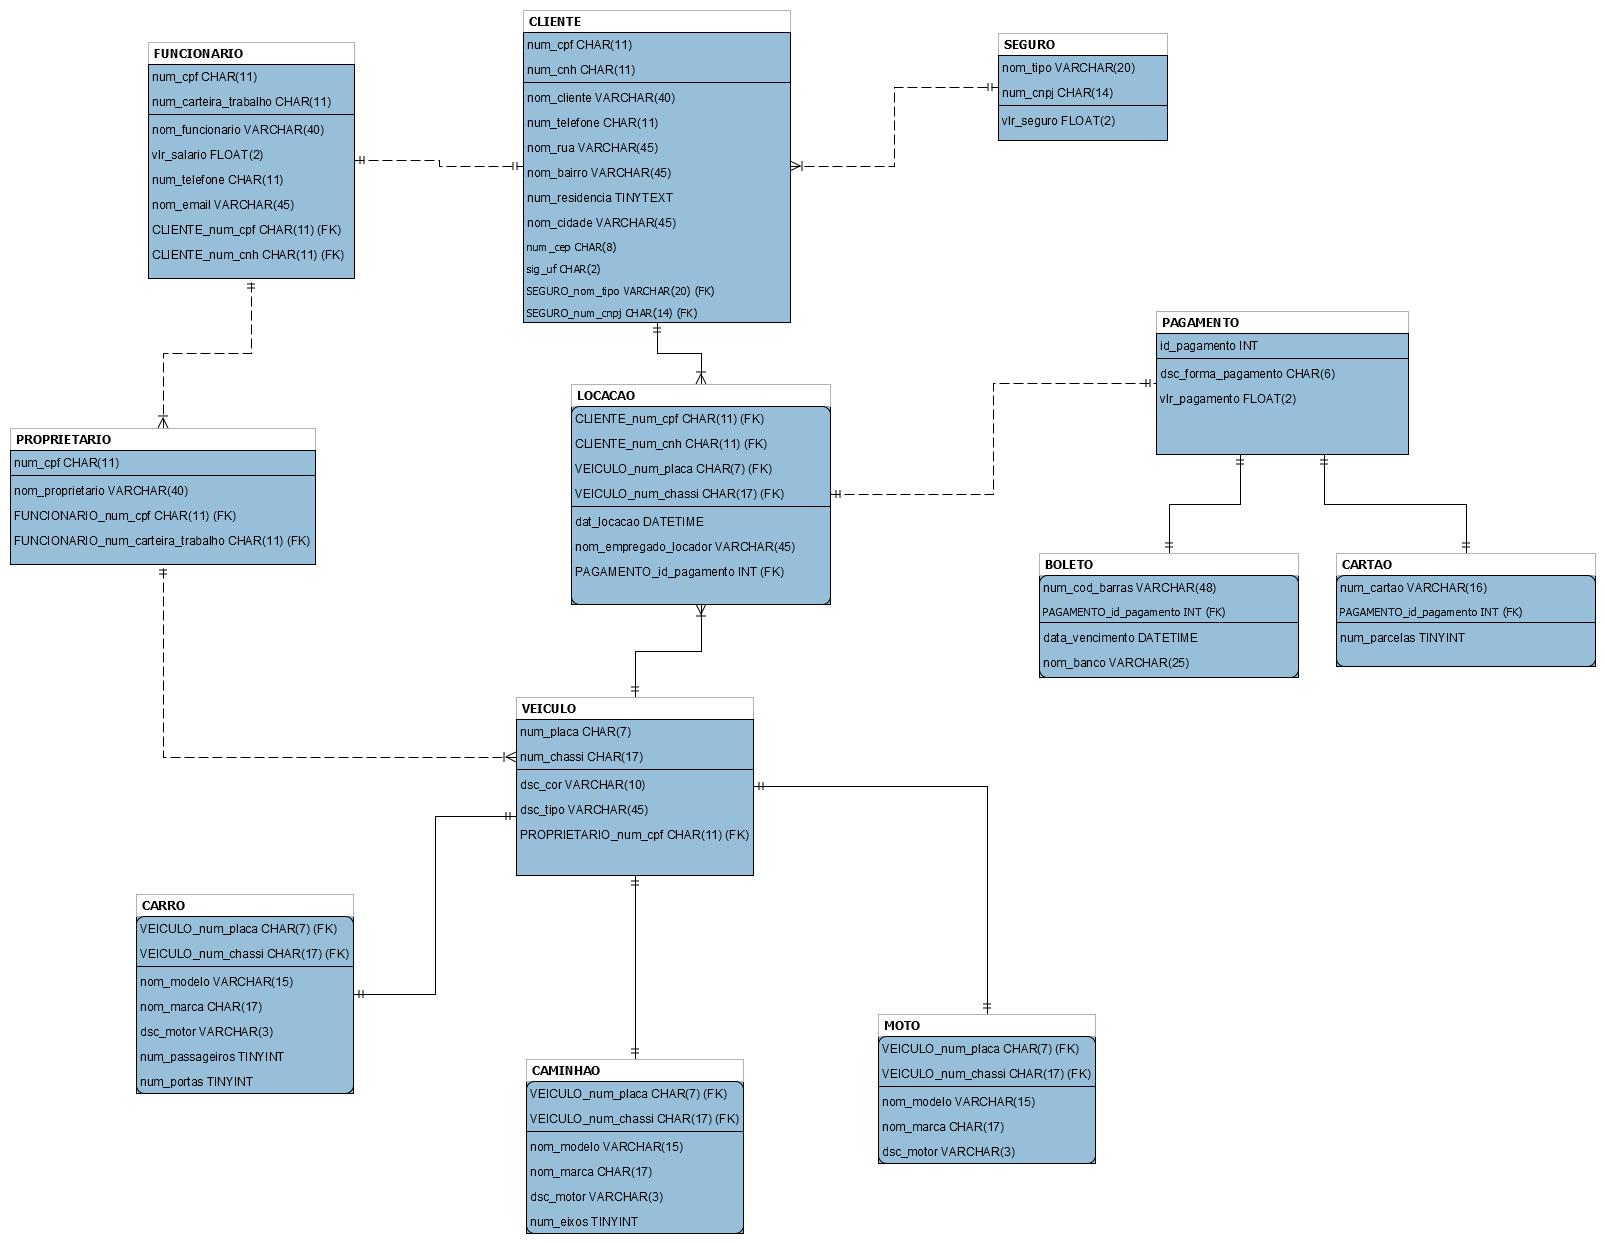 CLIENTE
num_cpf CHAR(11)
num_cnh CHAR(11)
nom_cliente VARCHAR(40)
num_telefone CHAR(11)
nom_rua VARCHAR(45)
nom_bairro VARCHAR(45)
num_residencia TINYTEXT
nom_cidade VARCHAR(45)
num_cep CHAR(8)
sig_uf CHAR(2)
SEGURO_nom_tipo VARCHAR(20) (FK)
SEGURO_num_cnpj CHAR(14) (FK)
SEGURO
nom_tipo VARCHAR(20)
num_cnpj CHAR(14)
vlr_seguro FLOAT(2)
FUNCIONARIO
num_cpf CHAR(11)
num_carteira_trabalho CHAR(11)
nom_funcionario VARCHAR(40)
vlr_salario FLOAT(2)
num_telefone CHAR(11)
nom_email VARCHAR(45)
CLIENTE_num_cpf CHAR(11) (FK)
CLIENTE_num_cnh CHAR(11) (FK)
PAGAMENTO
id_pagamento INT
dsc_forma_pagamento CHAR(6)
vlr_pagamento FLOAT(2)
LOCACAO
CLIENTE_num_cpf CHAR(11) (FK)
CLIENTE_num_cnh CHAR(11) (FK)
VEICULO_num_placa CHAR(7) (FK)
VEICULO_num_chassi CHAR(17) (FK)
dat_locacao DATETIME
nom_empregado_locador VARCHAR(45)
PAGAMENTO_id_pagamento INT (FK)
PROPRIETARIO
num_cpf CHAR(11)
nom_proprietario VARCHAR(40)
FUNCIONARIO_num_cpf CHAR(11) (FK)
FUNCIONARIO_num_carteira_trabalho CHAR(11) (FK)
BOLETO
num_cod_barras VARCHAR(48)
PAGAMENTO_id_pagamento INT (FK)
data_vencimento DATETIME
nom_banco VARCHAR(25)
CARTAO
num_cartao VARCHAR(16)
PAGAMENTO_id_pagamento INT (FK)
num_parcelas TINYINT
VEICULO
num_placa CHAR(7)
num_chassi CHAR(17)
dsc_cor VARCHAR(10)
dsc_tipo VARCHAR(45)
PROPRIETARIO_num_cpf CHAR(11) (FK)
CARRO
VEICULO_num_placa CHAR(7) (FK)
VEICULO_num_chassi CHAR(17) (FK)
nom_modelo VARCHAR(15)
nom_marca CHAR(17)
dsc_motor VARCHAR(3)
num_passageiros TINYINT
num_portas TINYINT
CAMINHAO
VEICULO_num_placa CHAR(7) (FK)
VEICULO_num_chassi CHAR(17) (FK)
nom_modelo VARCHAR(15)
nom_marca CHAR(17)
dsc_motor VARCHAR(3)
num_eixos TINYINT
MOTO
VEICULO_num_placa CHAR(7) (FK)
VEICULO_num_chassi CHAR(17) (FK)
nom_modelo VARCHAR(15)
nom_marca CHAR(17)
dsc_motor VARCHAR(3)